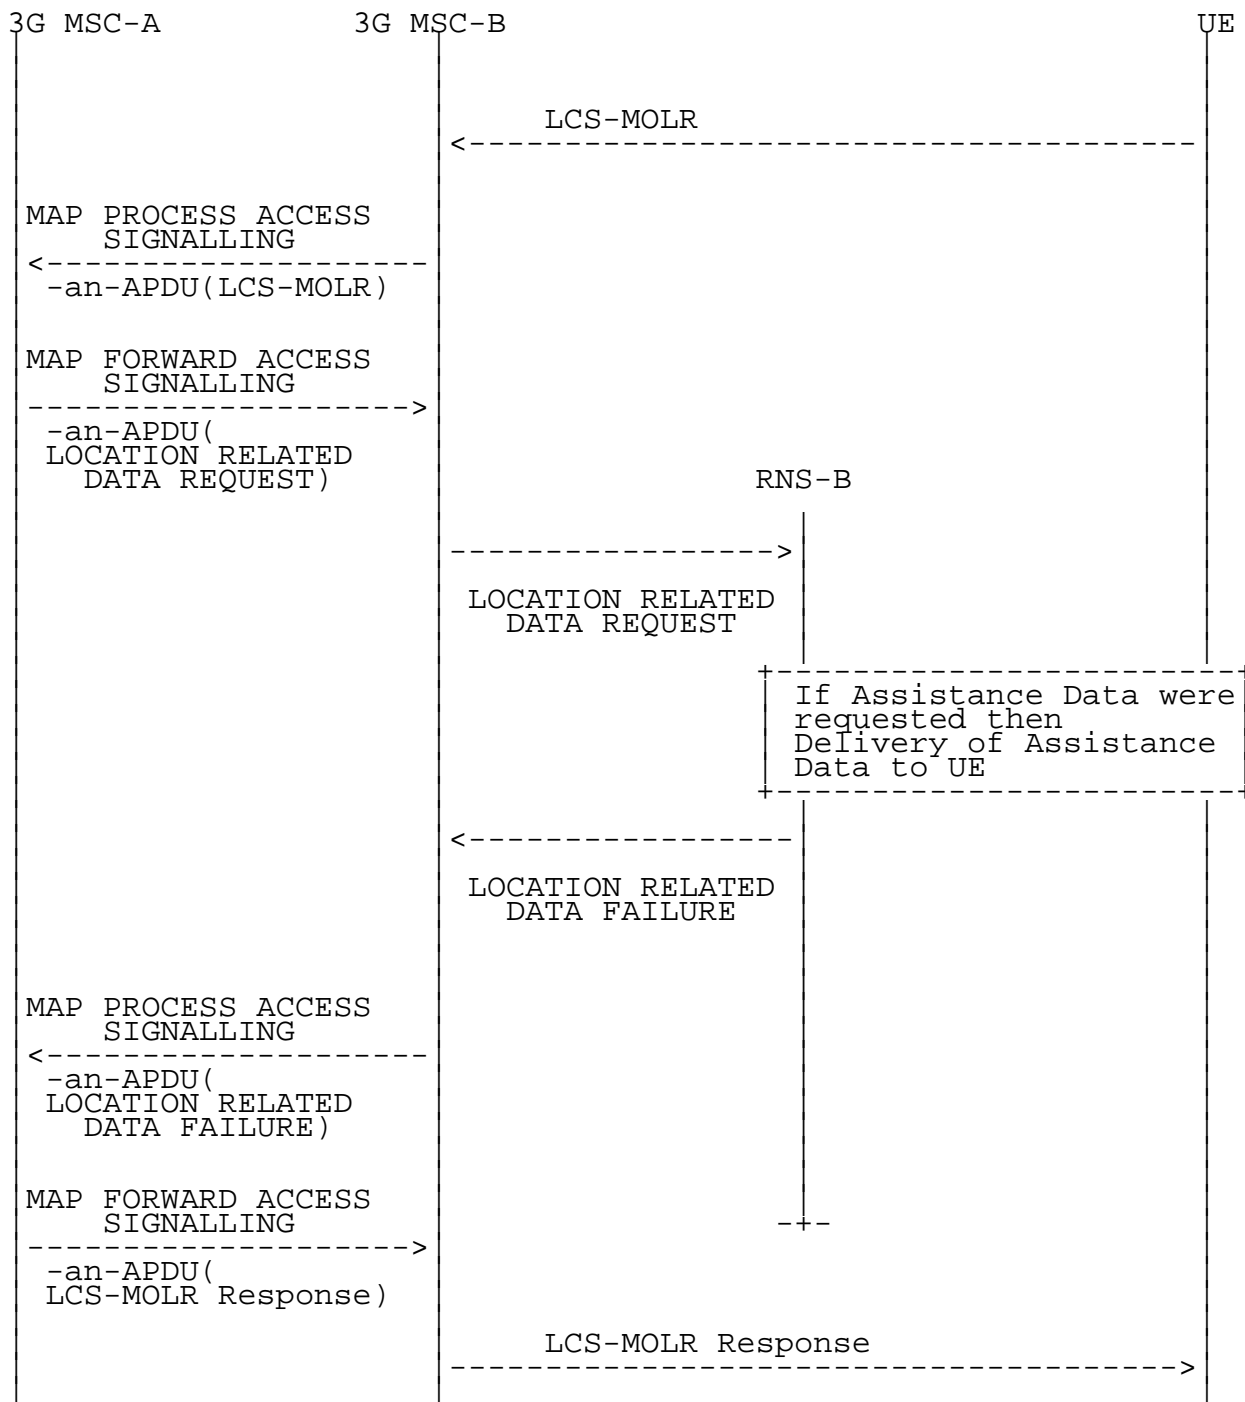 3G MSC-A 3G MSC-B UE
LCS-MOLR
MAP PROCESS ACCESS
SIGNALLING
-an-APDU(LCS-MOLR)
MAP FORWARD ACCESS
SIGNALLING
-an-APDU(
LOCATION RELATED
DATA REQUEST)
RNS-B
LOCATION RELATED
DATA REQUEST
If Assistance Data were
requested then
Delivery of Assistance
Data to UE
LOCATION RELATED
DATA FAILURE
MAP PROCESS ACCESS
SIGNALLING
-an-APDU(
LOCATION RELATED
DATA FAILURE)
MAP FORWARD ACCESS
SIGNALLING
-an-APDU(
LCS-MOLR Response)
LCS-MOLR Response